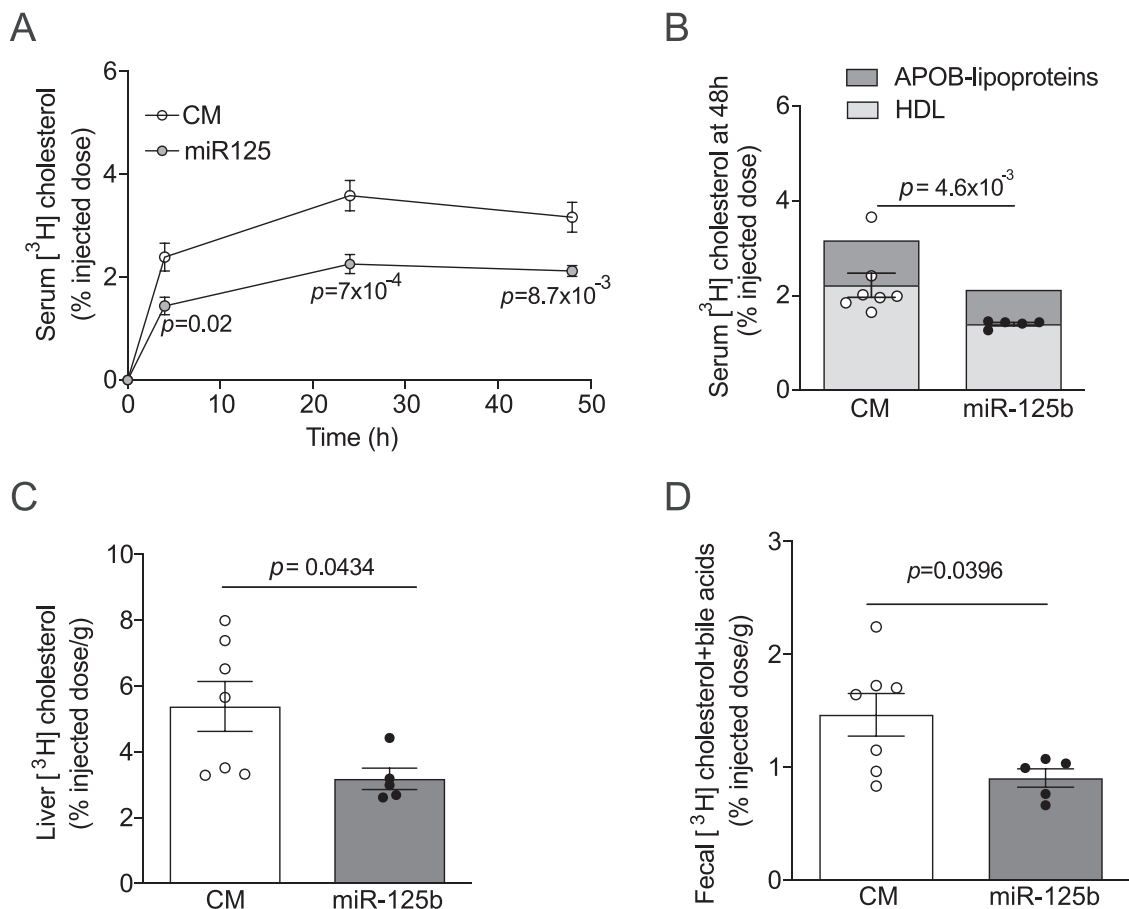 A
Serum [³H] cholesterol
(% injected dose)
6
4
2
0
CM
miR125
p=0.02
p=7x10⁻⁴
p=8.7x10⁻³
0 10 20 30 40 50
Time (h)
B
Serum [³H] cholesterol at 48h
(% injected dose)
APOB-lipoproteins
HDL
6
4
2
0
p = 4.6x10⁻³
CM miR-125b
C
Liver [³H] cholesterol
(% injected dose/g)
10
8
6
4
2
0
p = 0.0434
CM miR-125b
D
Fecal [³H] cholesterol+bile acids
(% injected dose/g)
3
2
1
0
p=0.0396
CM miR-125b